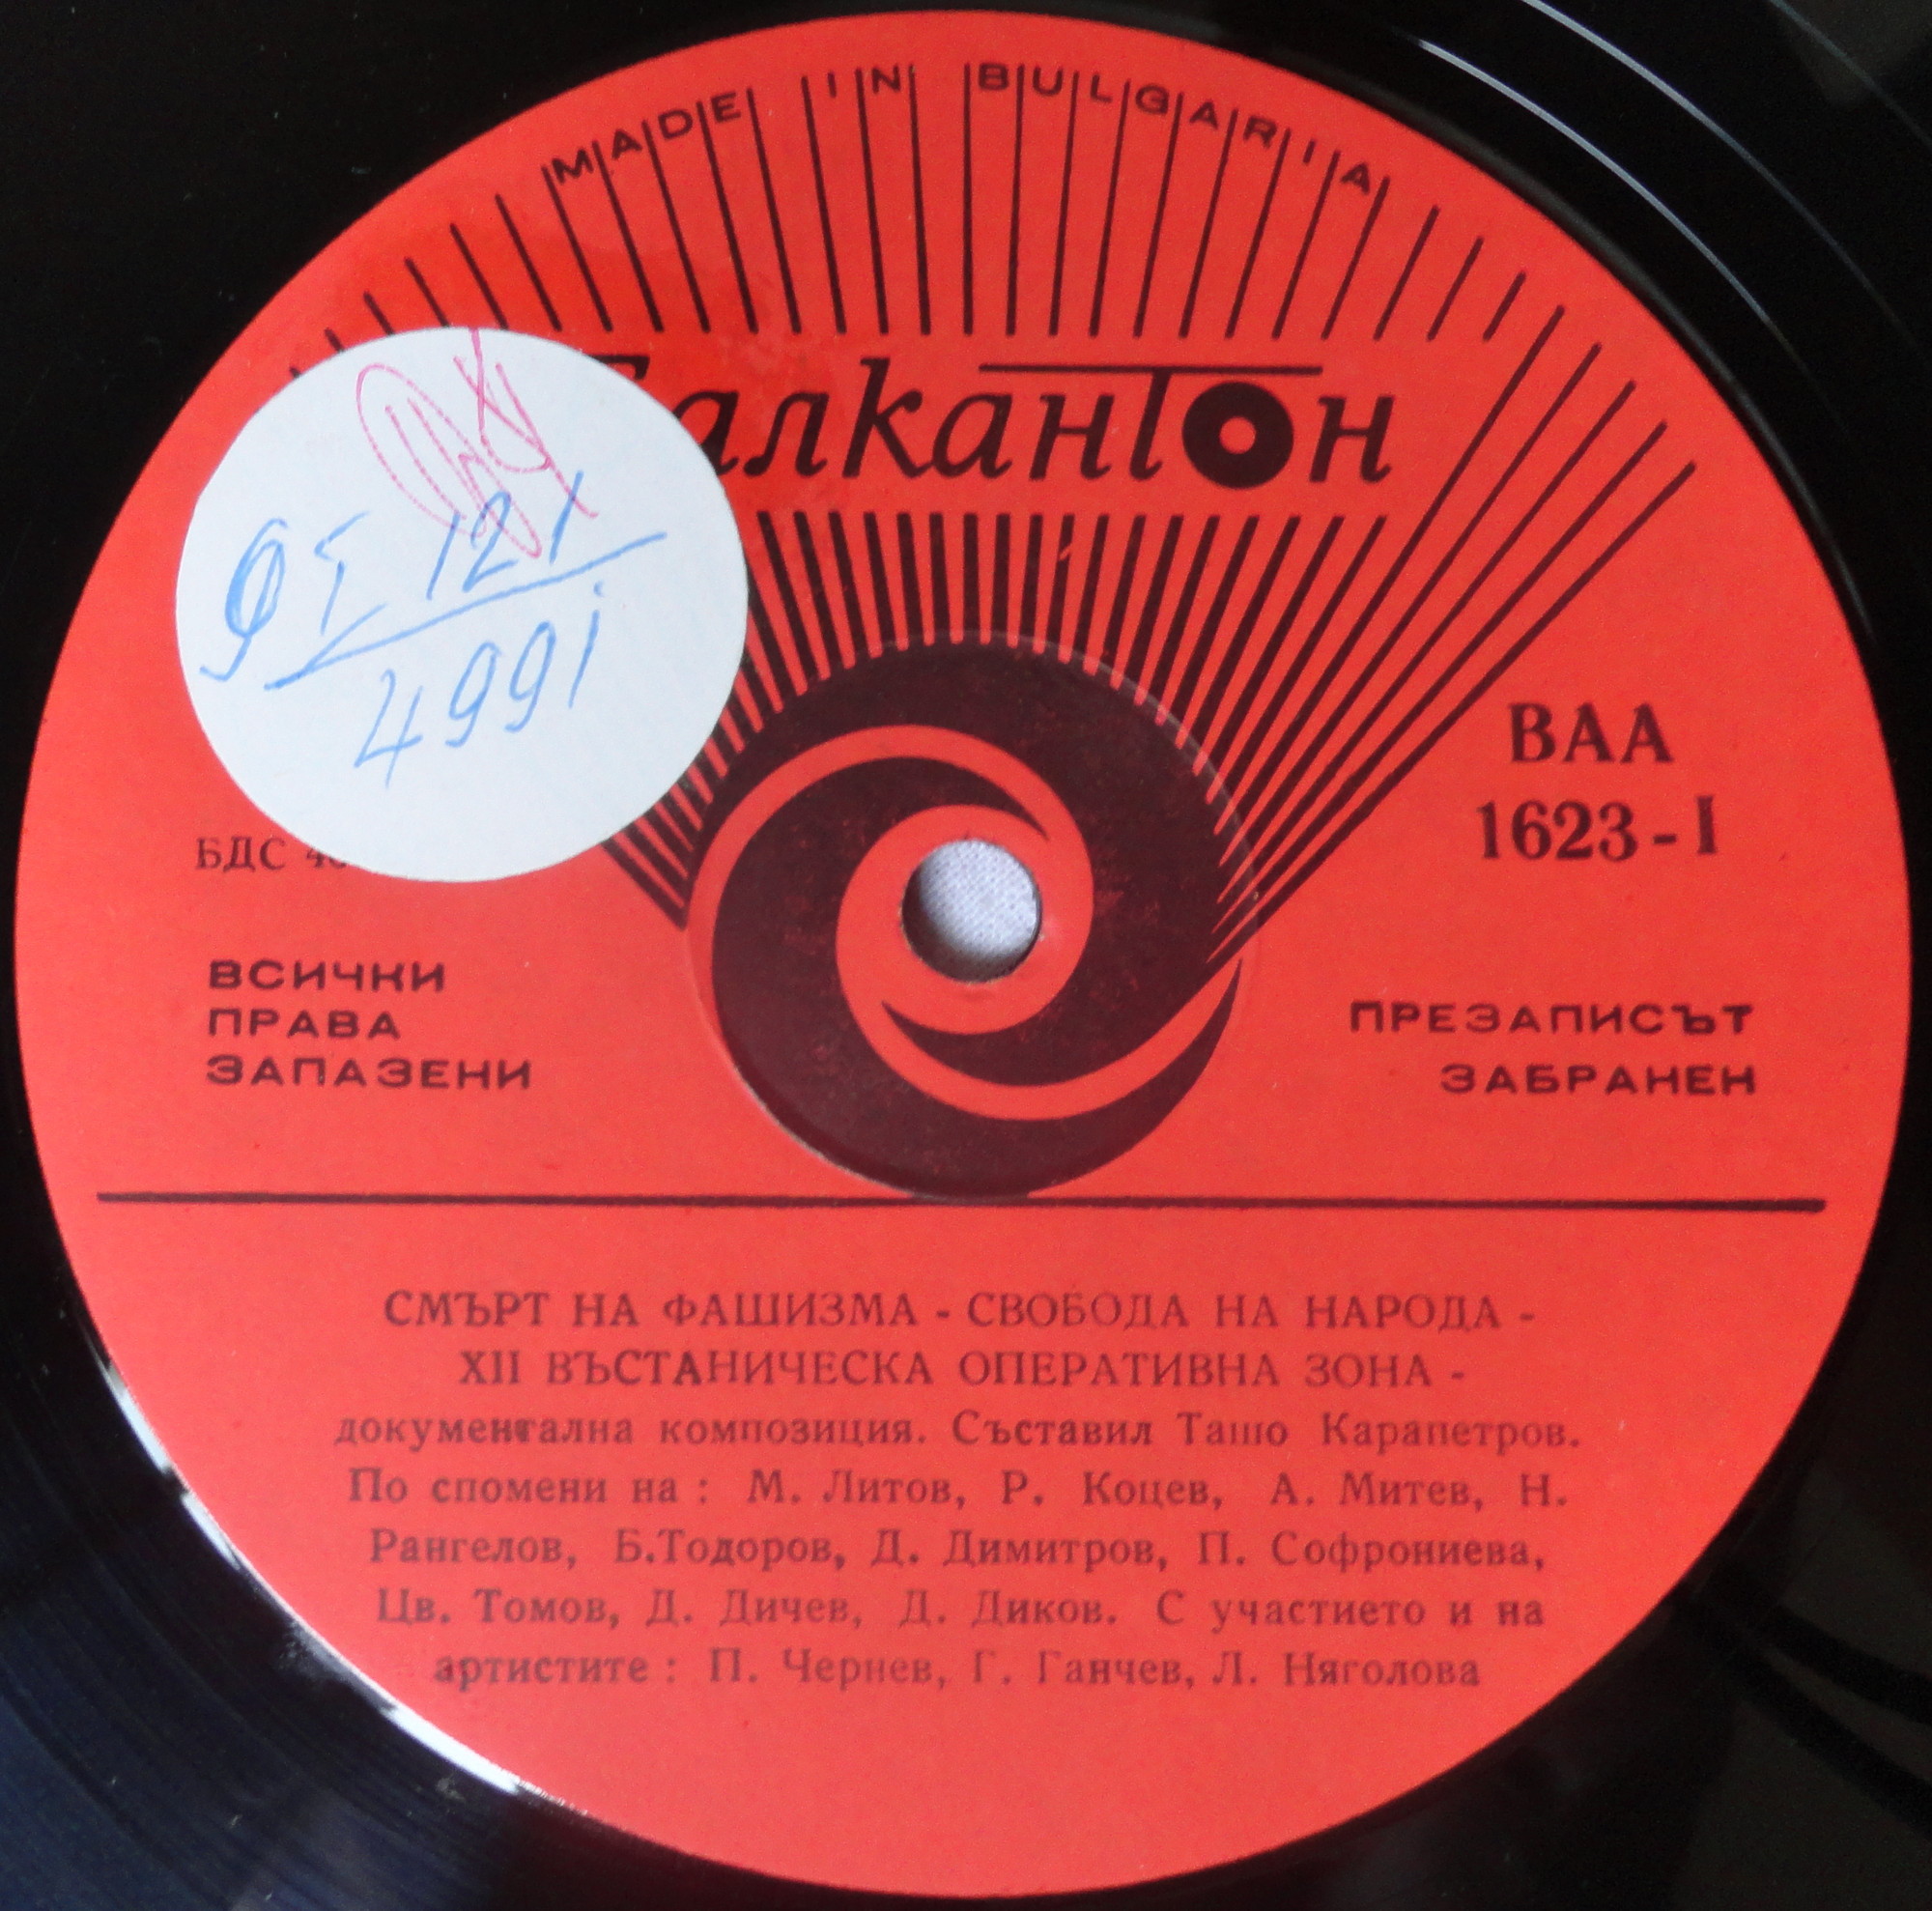 MADE IN BULGARIA
Балкантон
121
4991
ВАА
1623-I
БДС
ВСИЧКИ
ПРАВА
ЗАПАЗЕНИ
ПРЕЗАПИСЪТ
ЗАБРАНЕН
СМЪРТ НА ФАШИЗМА - СВОБОДА НА НАРОДА -
XII ВЪСТАНИЧЕСКА ОПЕРАТИВНА ЗОНА -
документална композиция. Съставил Ташо Карапетров.
По спомени на : М. Литов, Р. Коцев, А. Митев, Н.
Рангелов, Б.Тодоров, Д. Димитров, П. Софрониева,
Цв. Томов, Д. Дичев, Д. Диков. С участието и на
артистите : П. Чернев, Г. Ганчев, Л. Няголова